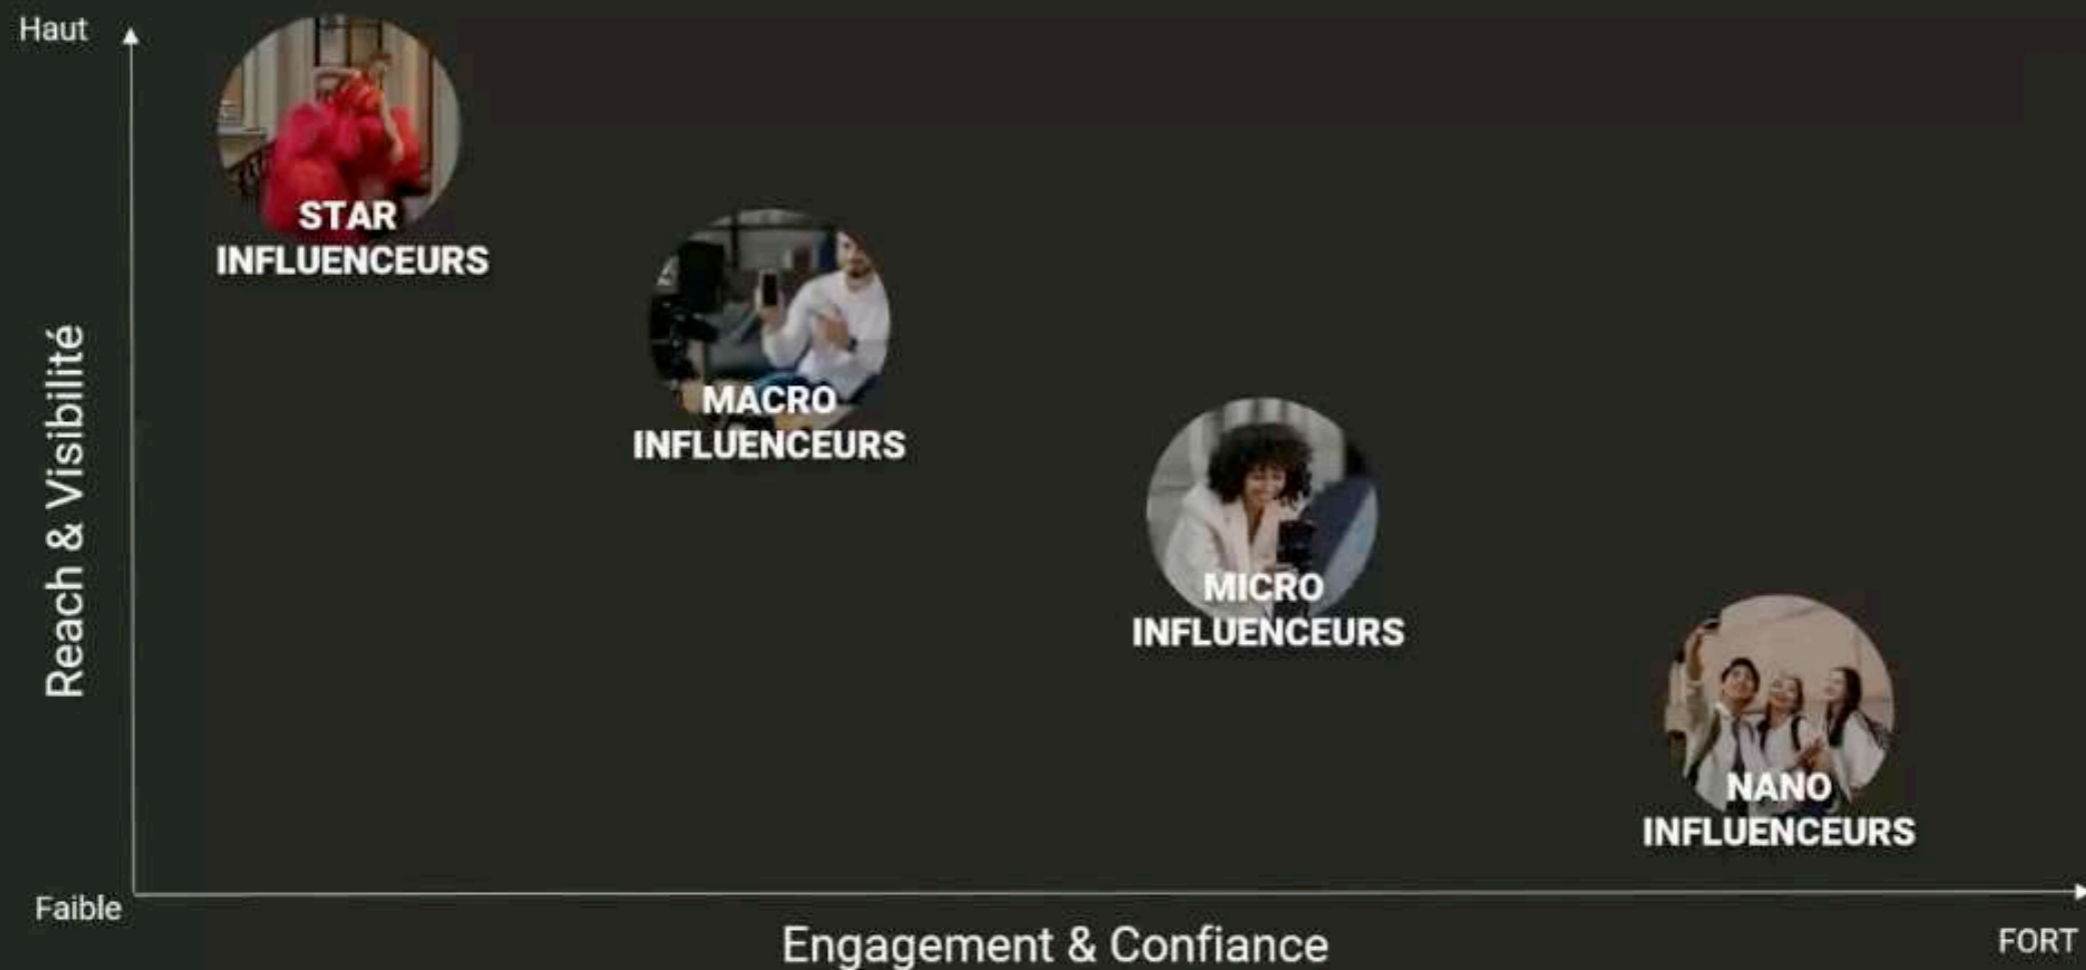 Haut
STAR
INFLUENCEURS
MACRO
INFLUENCEURS
Reach & Visibilité
MICRO
INFLUENCEURS
NANO
INFLUENCEURS
Faible
Engagement & Confiance
FORT